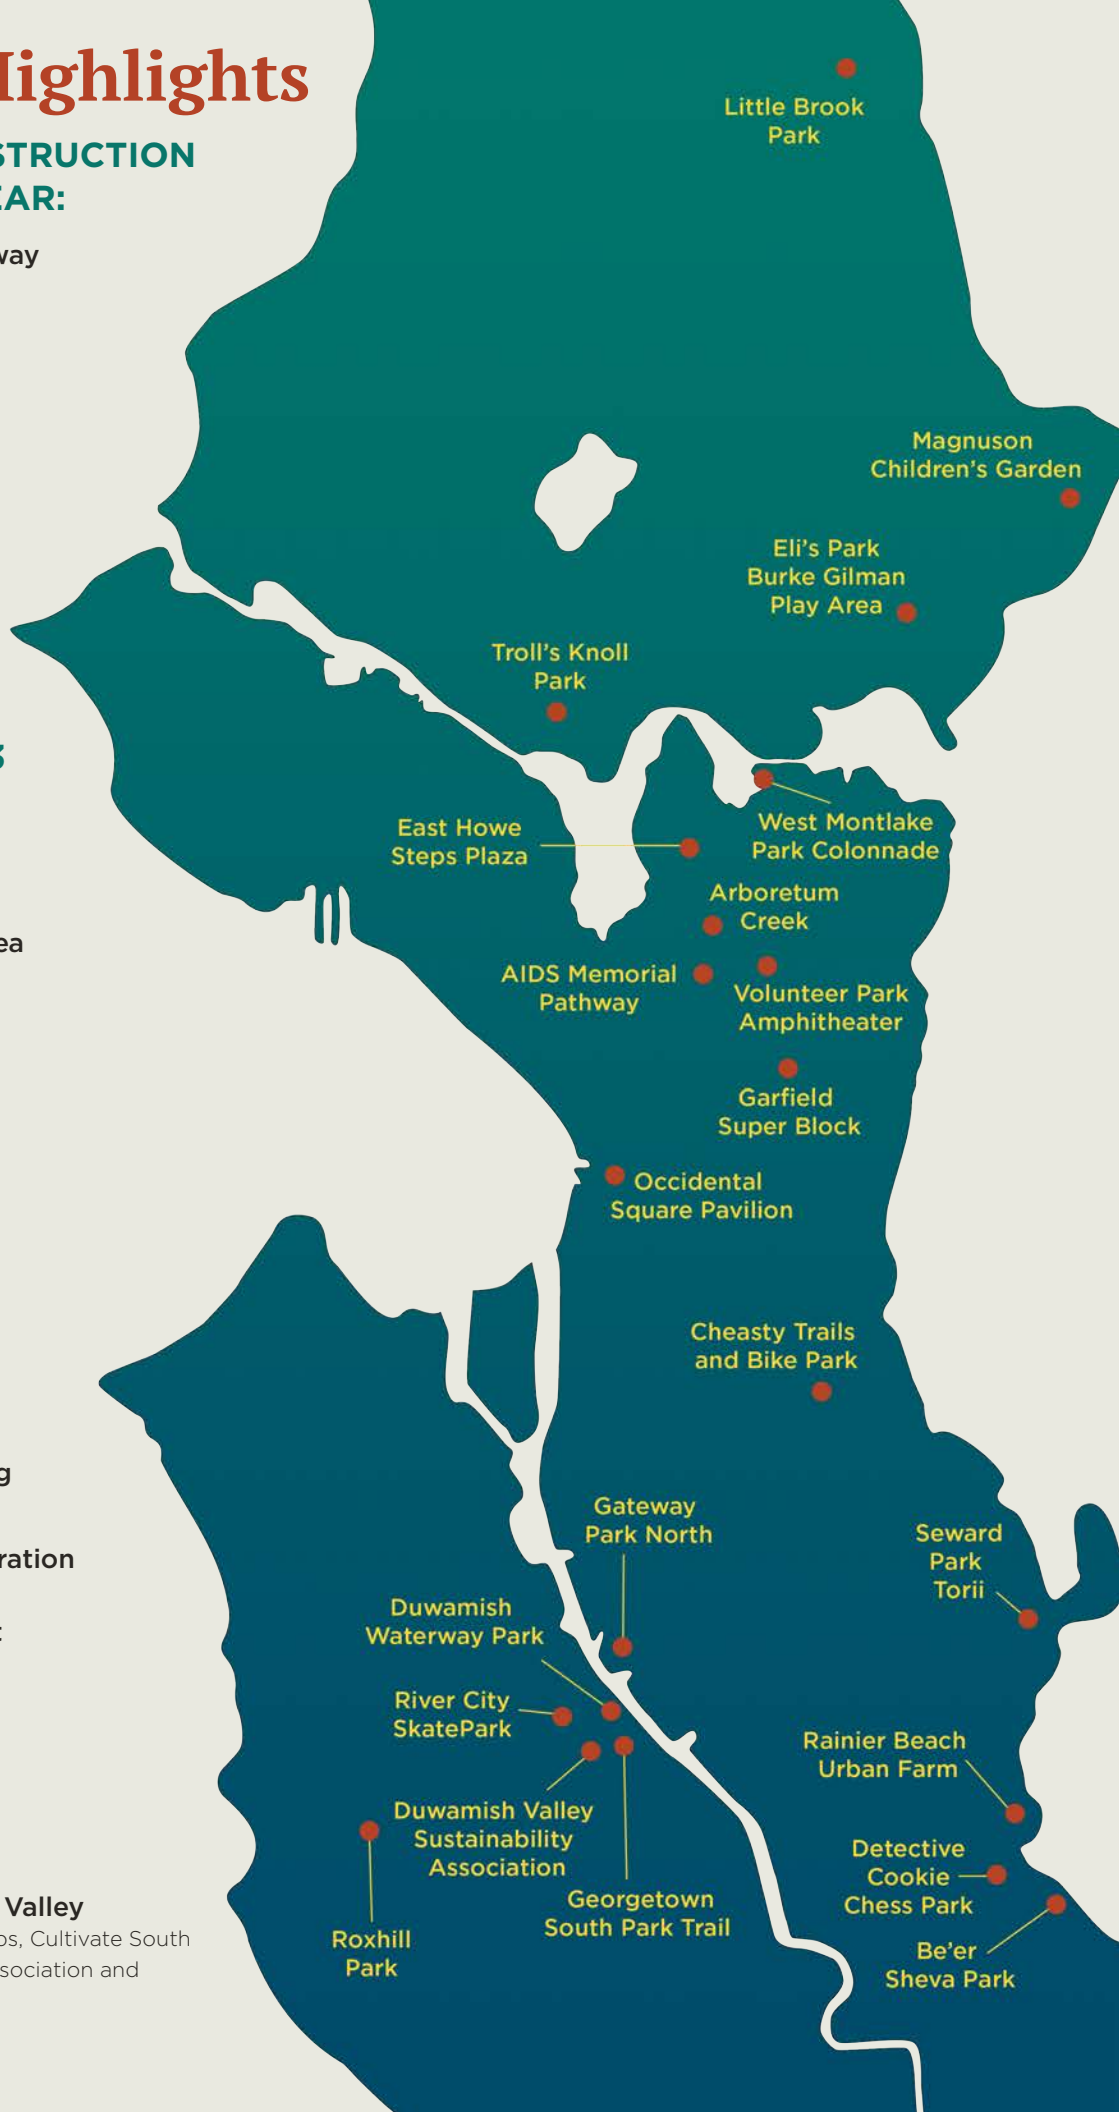 Highlights
STRUCTION
EAR:
way
Little Brook
Park
Magnuson
Children's Garden
Eli's Park
Burke Gilman
Play Area
Troll's Knoll
Park
East Howe
Steps Plaza
West Montlake
Park Colonnade
ea
Arboretum
Creek
AIDS Memorial
Pathway
Volunteer Park
Amphitheater
Garfield
Super Block
Occidental
Square Pavilion
Cheasty Trails
and Bike Park
g
ration
Gateway
Park North
Seward
Park
Torii
Duwamish
Waterway Park
River City
SkatePark
Rainier Beach
Urban Farm
Duwamish Valley
Sustainability
Association
Detective
Cookie
Chess Park
Georgetown
South Park Trail
Roxhill
Park
Be'er
Sheva Park
Valley
os, Cultivate South
sociation and